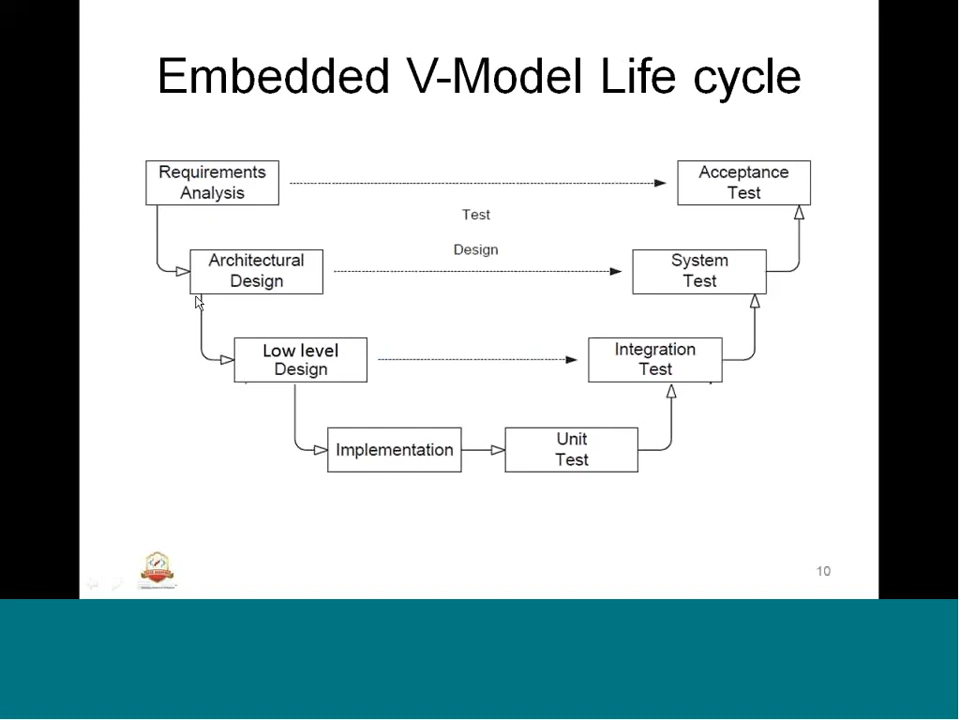 Embedded V-Model Life cycle
Requirements
Analysis
Acceptance
Test
Test
Design
Architectural
Design
System
Test
Low level
Design
Integration
Test
Implementation
Unit
Test
10